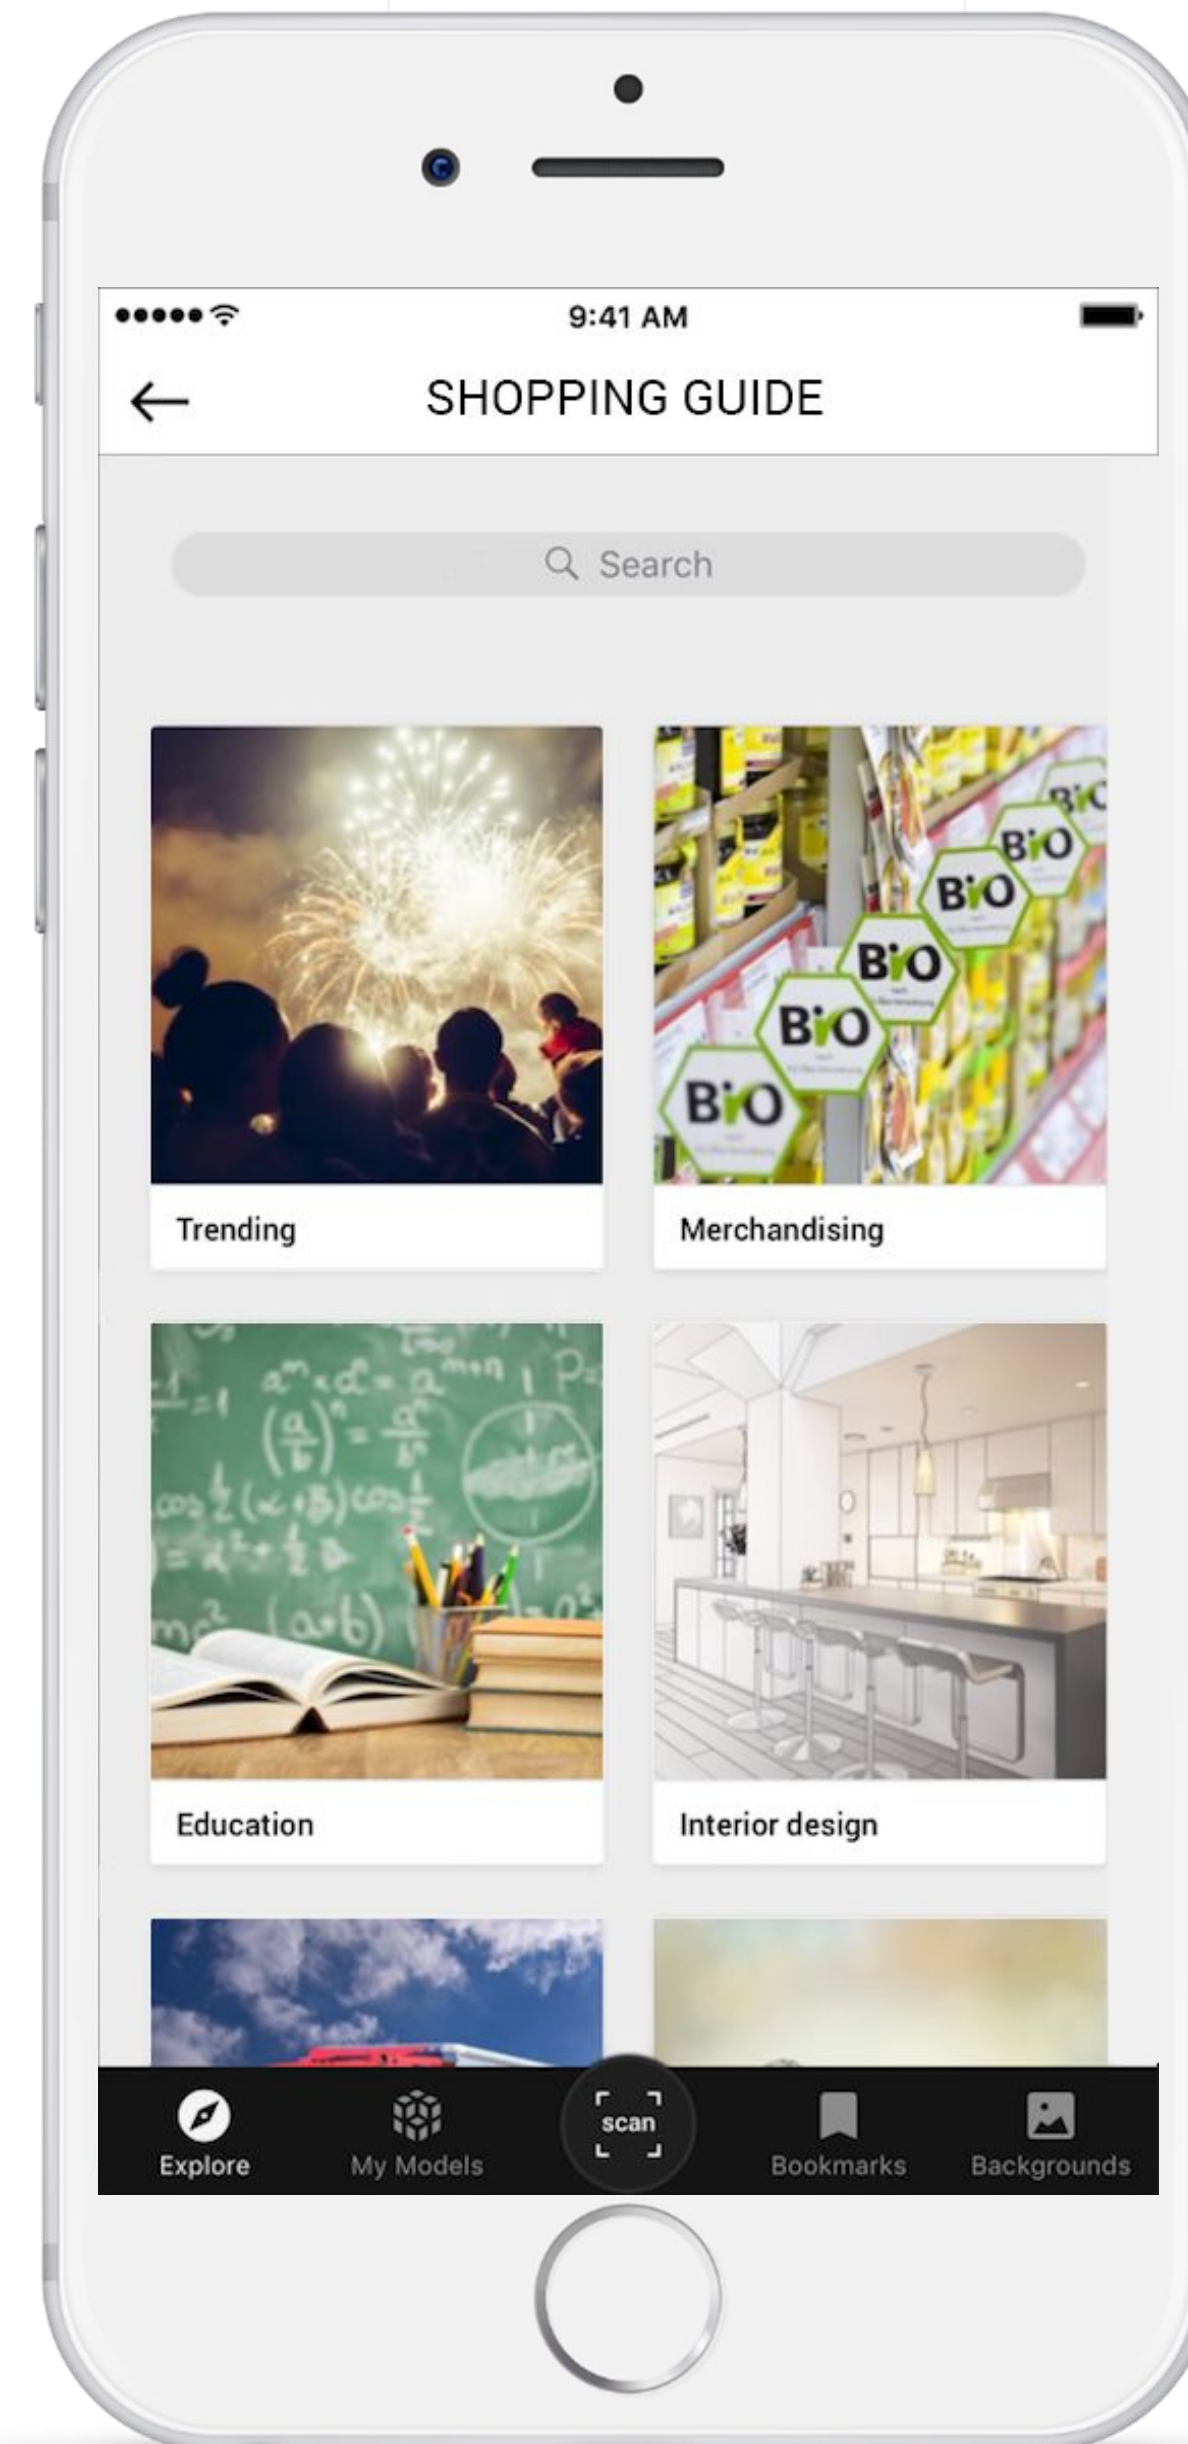 9:41 AM
SHOPPING GUIDE
Search
BiO
BiO
BiO
BiO
BiO
BiO
Trending
Merchandising
(a+b)
Education
Interior design
scan
Explore
My Models
Bookmarks
Backgrounds